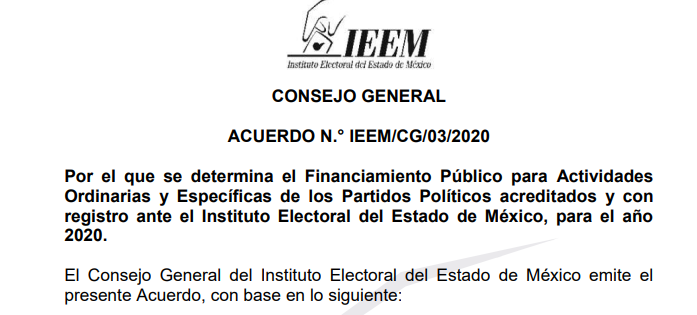 IEEM
Instituto Electoral del Estado de México
CONSEJO GENERAL
ACUERDO N.° IEEM/CG/03/2020
Por el que se determina el Financiamiento Público para Actividades
Ordinarias y Específicas de los Partidos Políticos acreditados y con
registro ante el Instituto Electoral del Estado de México, para el año
2020.
El Consejo General del Instituto Electoral del Estado de México emite el
presente Acuerdo, con base en lo siguiente: